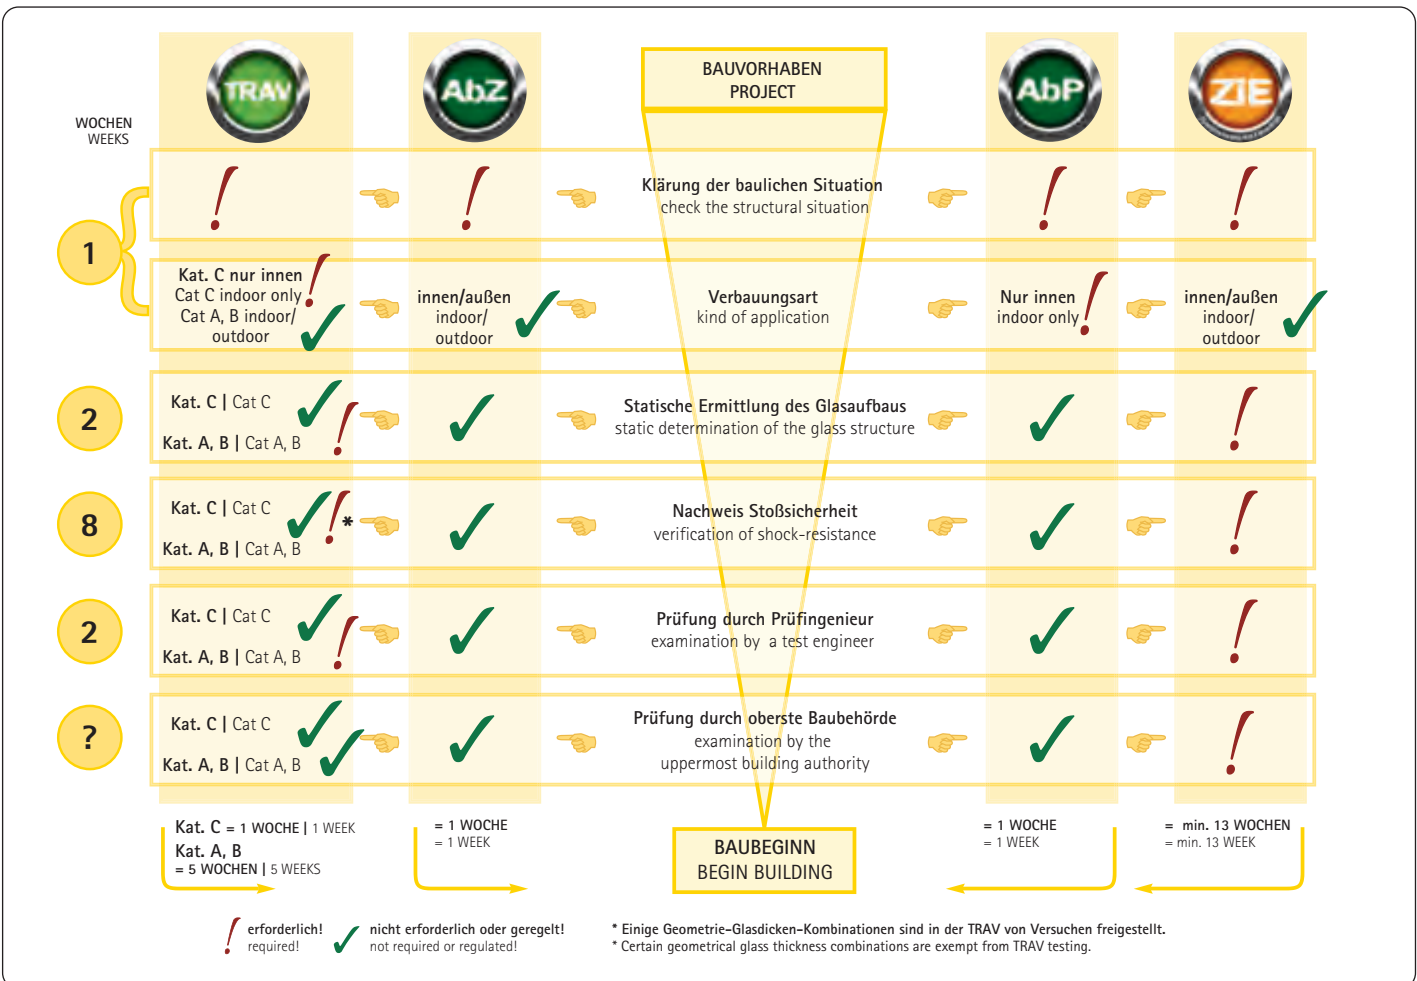 TRAV
AbZ
BAUVORHABEN
PROJECT
AbP
ZiE
WOCHEN
WEEKS
1
Klärung der baulichen Situation
check the structural situation
Kat. C nur innen
Cat C indoor only
Cat A, B indoor/
outdoor
innen/außen
indoor/
outdoor
Verbauungsart
kind of application
Nur innen
indoor only
innen/außen
indoor/
outdoor
2
Kat. C | Cat C
Kat. A, B | Cat A, B
Statische Ermittlung des Glasaufbaus
static determination of the glass structure
8
Kat. C | Cat C
*
Kat. A, B | Cat A, B
Nachweis Stoßsicherheit
verification of shock-resistance
2
Kat. C | Cat C
Kat. A, B | Cat A, B
Prüfung durch Prüfingenieur
examination by a test engineer
?
Kat. C | Cat C
Kat. A, B | Cat A, B
Prüfung durch oberste Baubehörde
examination by the
uppermost building authority
Kat. C = 1 WOCHE | 1 WEEK
Kat. A, B
= 5 WOCHEN | 5 WEEKS
= 1 WOCHE
= 1 WEEK
BAUBEGINN
BEGIN BUILDING
= 1 WOCHE
= 1 WEEK
= min. 13 WOCHEN
= min. 13 WEEK
erforderlich!
required!
nicht erforderlich oder geregelt!
not required or regulated!
* Einige Geometrie-Glasdicken-Kombinationen sind in der TRAV von Versuchen freigestellt.
* Certain geometrical glass thickness combinations are exempt from TRAV testing.